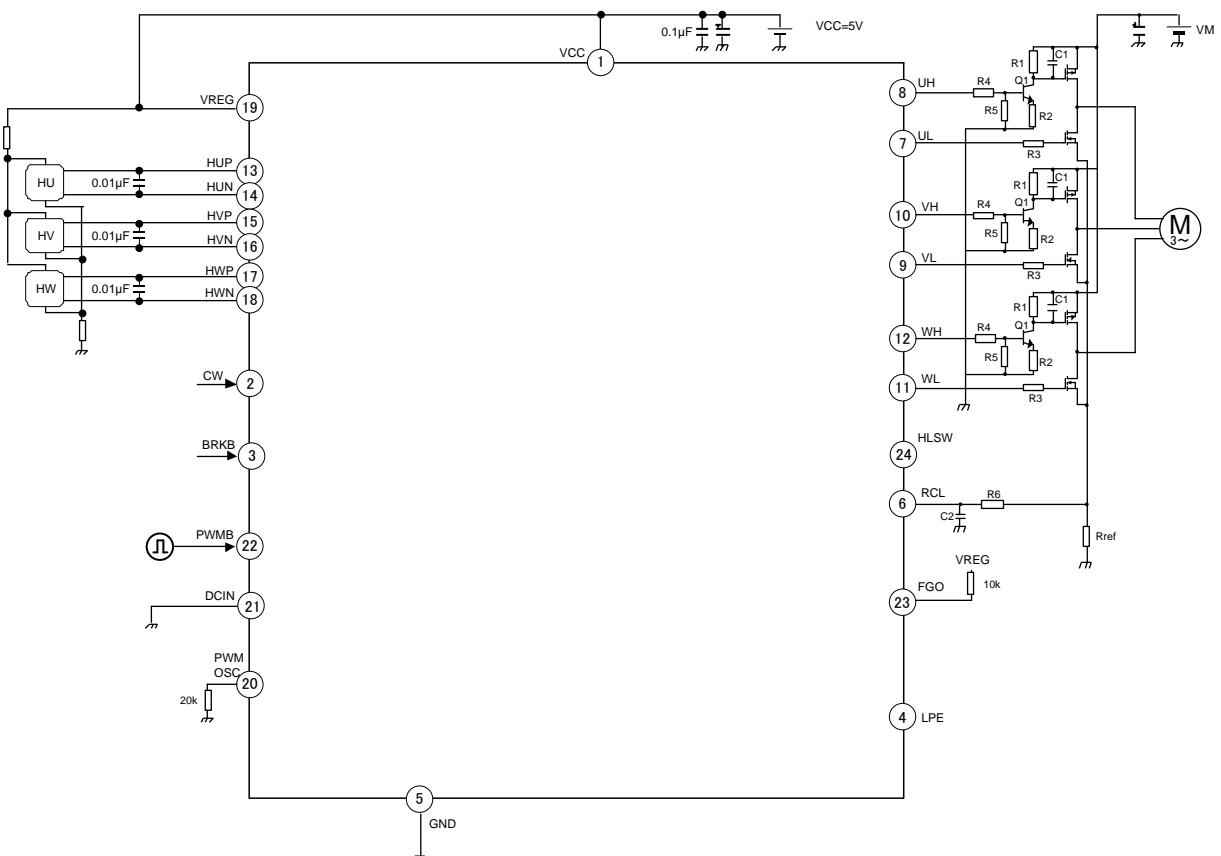 0.1µF
VCC=5V
VM
VCC
1
VREG
19
HU
HUP
13
0.01µF
HUN
14
HV
HVP
15
0.01µF
HVN
16
HW
HWP
17
0.01µF
HWN
18
CW
2
BRKB
3
PWMB
22
DCIN
21
PWM
OSC
20
20k
5
GND
UH
8
R4
R5
Q1
R1
C1
R2
UL
7
R3
VH
10
R4
R5
Q1
R1
C1
R2
VL
9
R3
WH
12
R4
R5
Q1
R1
C1
R2
WL
11
R3
M
3~
HLSW
24
RCL
6
R6
C2
Rref
VREG
10k
FGO
23
4
LPE